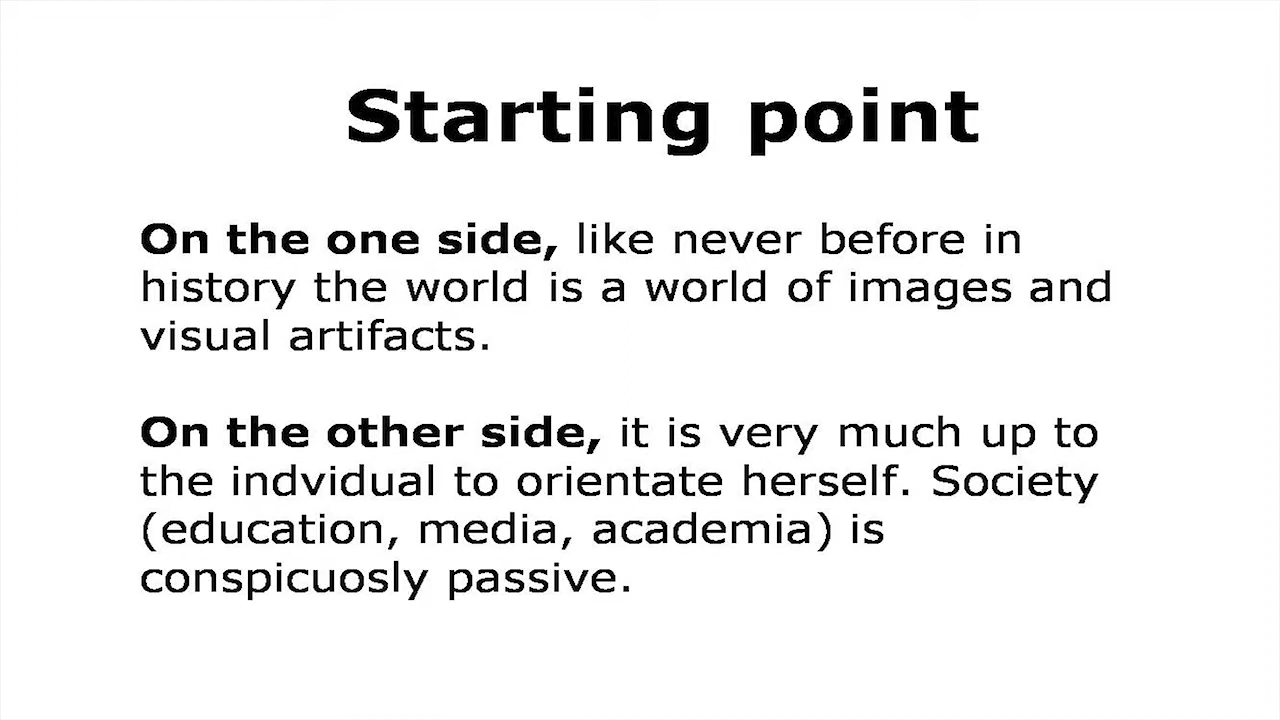 Starting point
On the one side, like never before in
history the world is a world of images and
visual artifacts.
On the other side, it is very much up to
the indvidual to orientate herself. Society
(education, media, academia) is
conspicuosly passive.